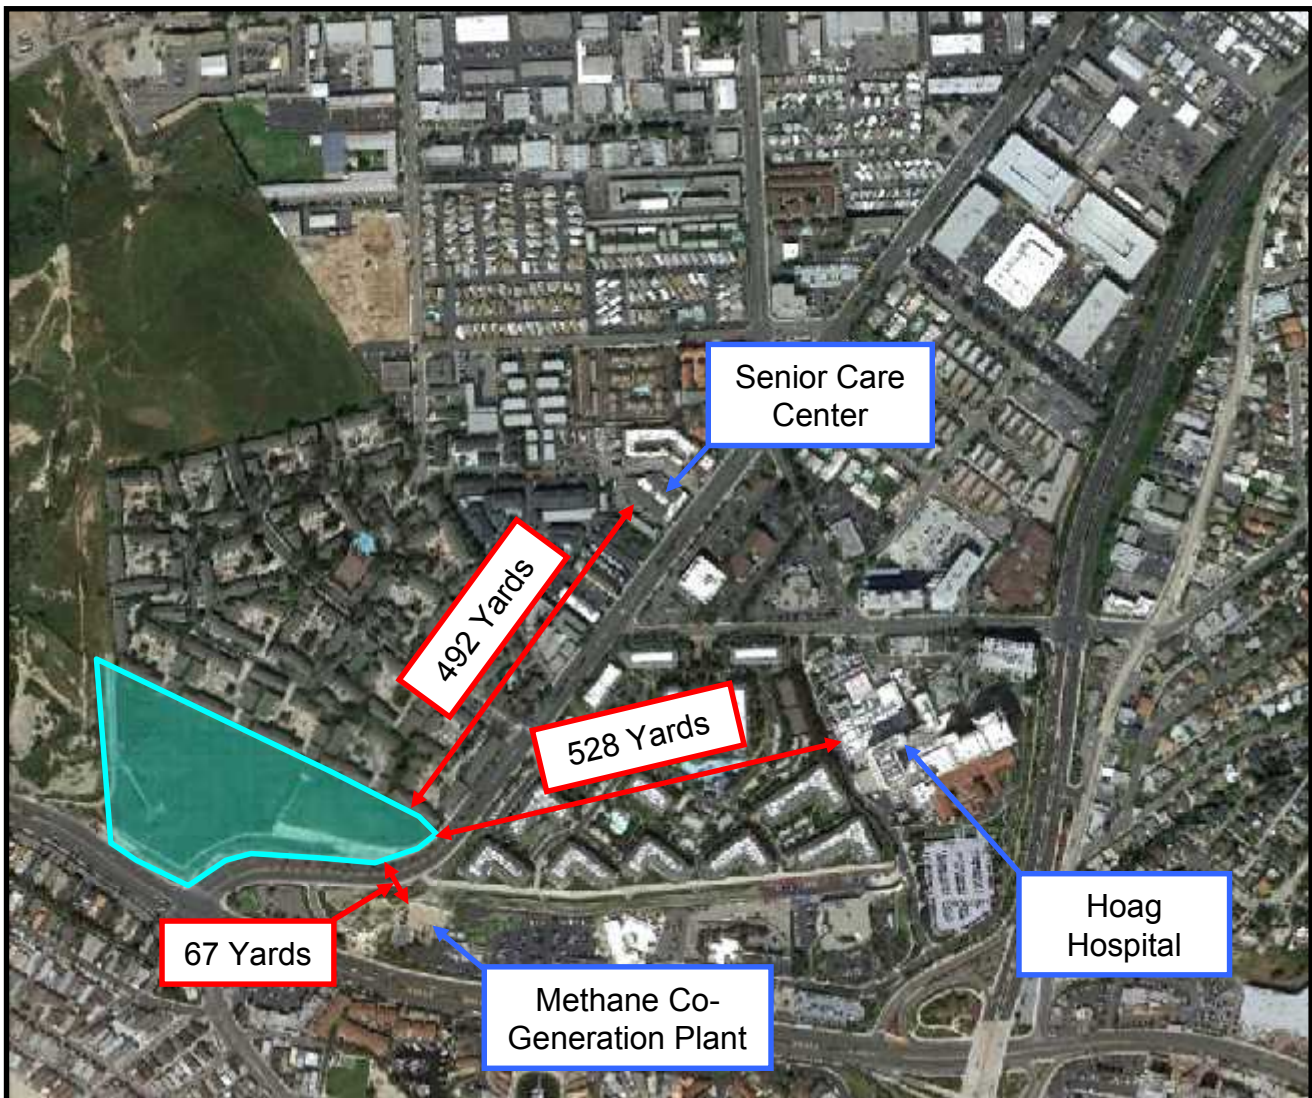 Senior Care
Center
492 Yards
528 Yards
67 Yards
Hoag
Hospital
Methane Co-
Generation Plant